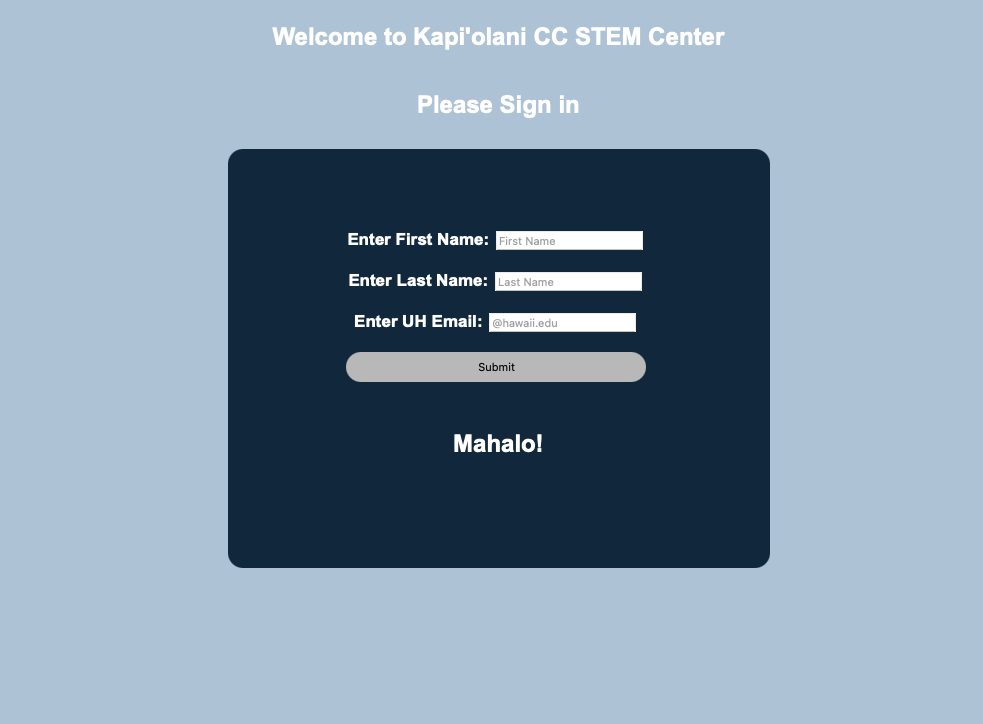 Welcome to Kapi'olani CC STEM Center
Please Sign in
Enter First Name: First Name
Enter Last Name: Last Name
Enter UH Email: @hawaii.edu
Submit
Mahalo!